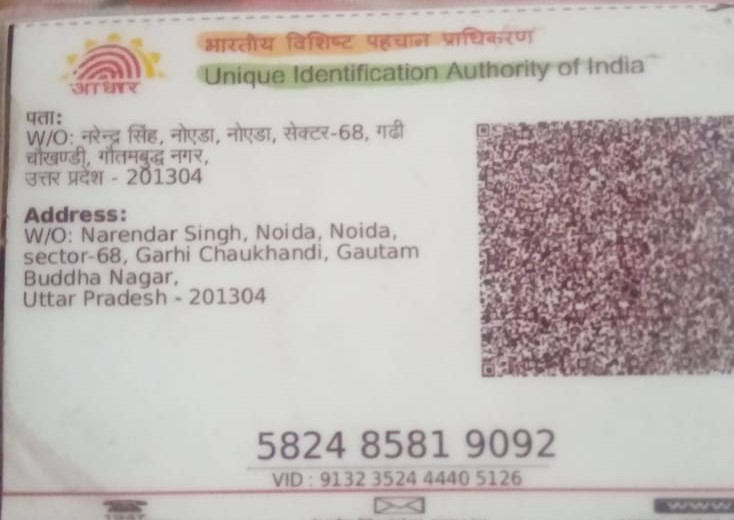 भारतीय विशिष्ट पहचान प्राधिकरण
Unique Identification Authority of India
आधार
पता:
W/O: नरेन्द्र सिंह, नोएडा, नोएडा, सेक्टर-68, गढी
चौखण्डी, गौतमबुद्ध नगर,
उत्तर प्रदेश - 201304
Address:
W/O: Narendar Singh, Noida, Noida,
sector-68, Garhi Chaukhandi, Gautam
Buddha Nagar,
Uttar Pradesh - 201304
5824 8581 9092
VID : 9132 3524 4440 5126
1947
www